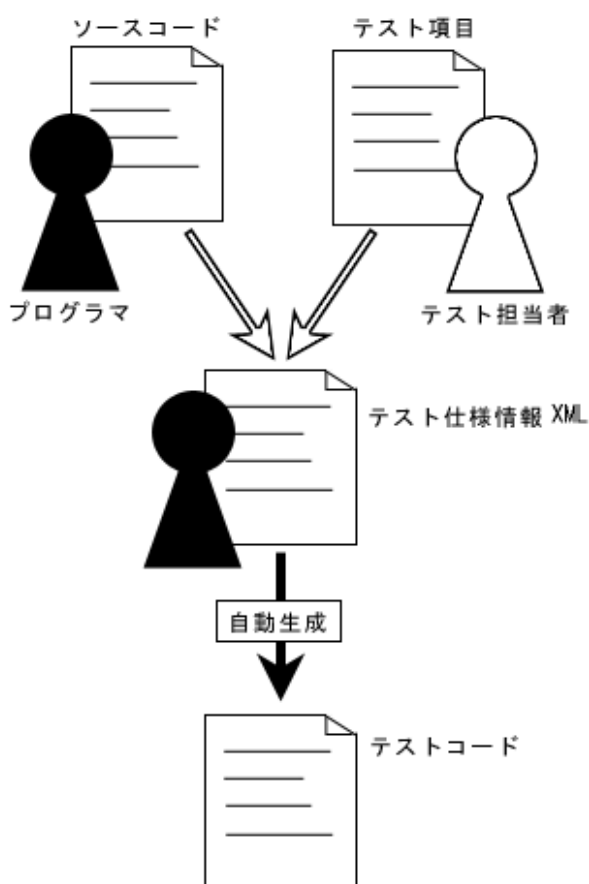 ソースコード
テスト項目
プログラマ
テスト担当者
テスト仕様情報 XML
自動生成
テストコード